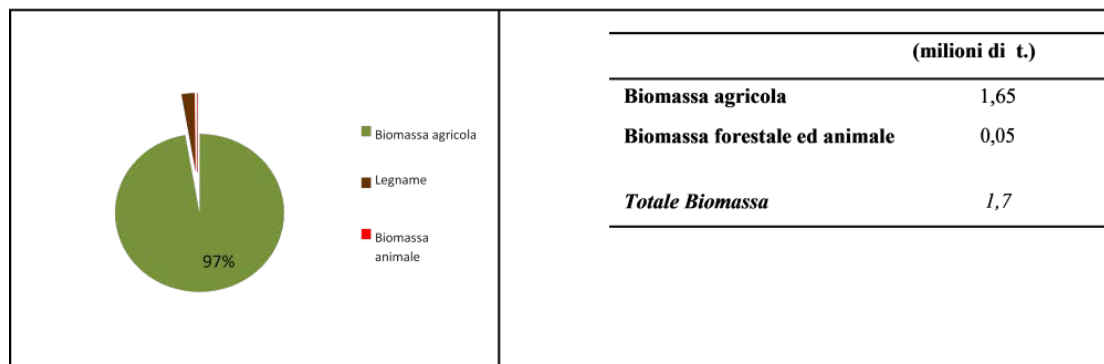 97%
Biomassa agricola
Legname
Biomassa
animale
(milioni di t.)
Biomassa agricola 1,65
Biomassa forestale ed animale 0,05
Totale Biomassa 1,7